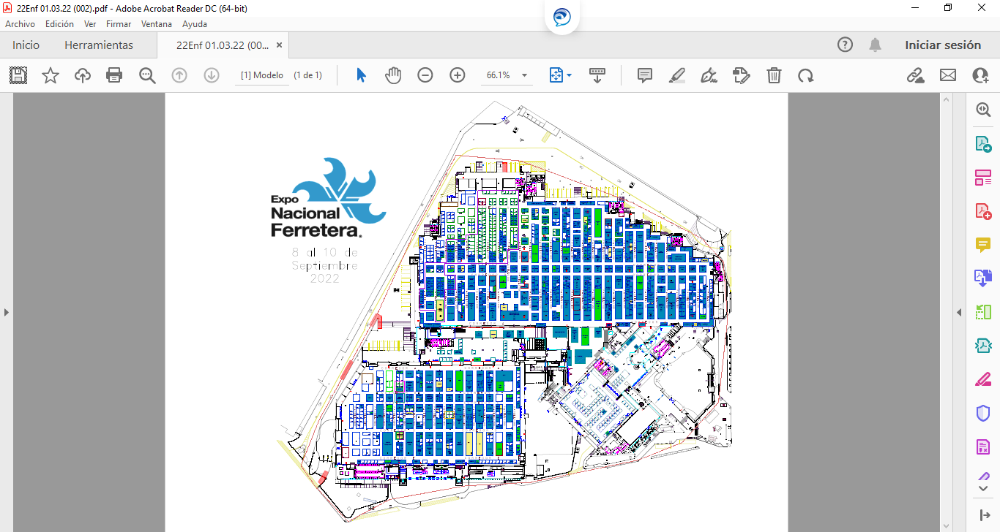 22Enf 01.03.22 (002).pdf - Adobe Acrobat Reader DC (64-bit)
Archivo Edición Ver Firmar Ventana Ayuda
Inicio Herramientas 22Enf 01.03.22 (00... × Iniciar sesión
[1] Modelo (1 de 1) 66.1%
Expo
Nacional
Ferretera.
8 al 10 de
Septiembre
2022